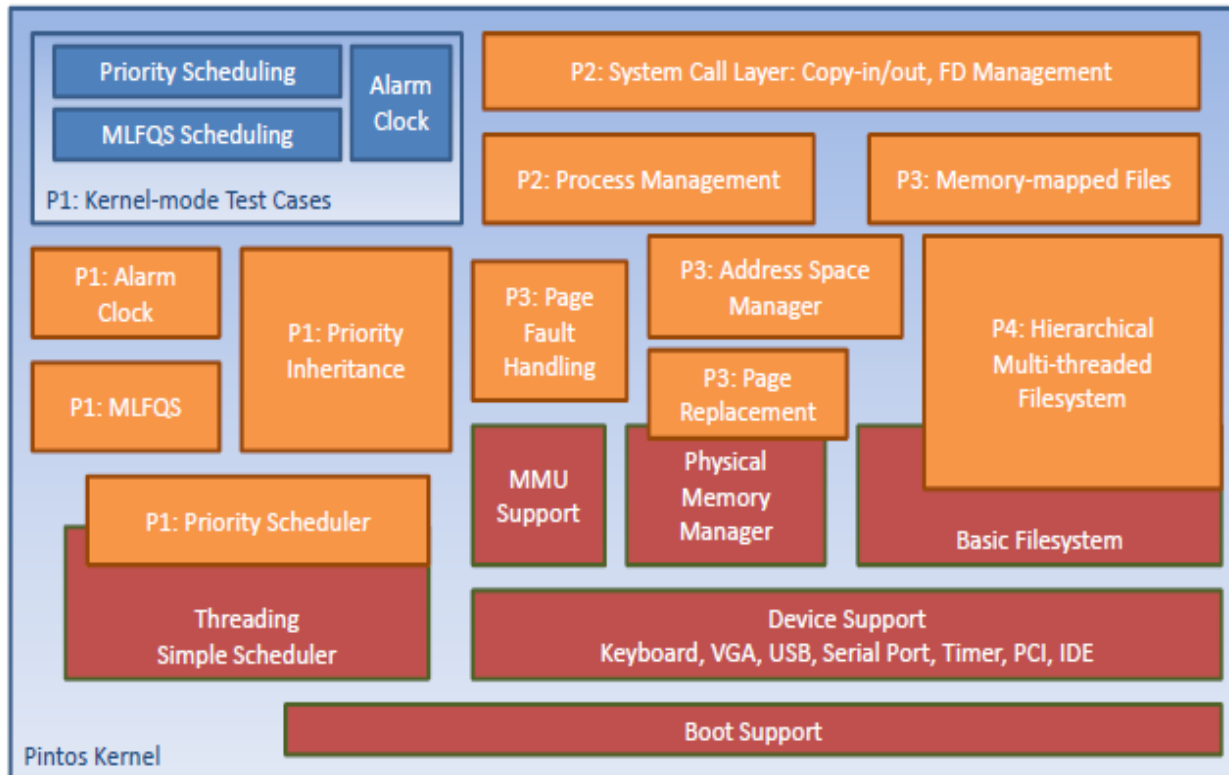 Priority Scheduling
MLFQS Scheduling
Alarm
Clock
P1: Kernel-mode Test Cases
P2: System Call Layer: Copy-in/out, FD Management
P2: Process Management
P3: Memory-mapped Files
P1: Alarm
Clock
P1: MLFQS
P1: Priority
Inheritance
P3: Page
Fault
Handling
P3: Address Space
Manager
P3: Page
Replacement
P4: Hierarchical
Multi-threaded
Filesystem
P1: Priority Scheduler
Threading
Simple Scheduler
MMU
Support
Physical
Memory
Manager
Basic Filesystem
Device Support
Keyboard, VGA, USB, Serial Port, Timer, PCI, IDE
Boot Support
Pintos Kernel